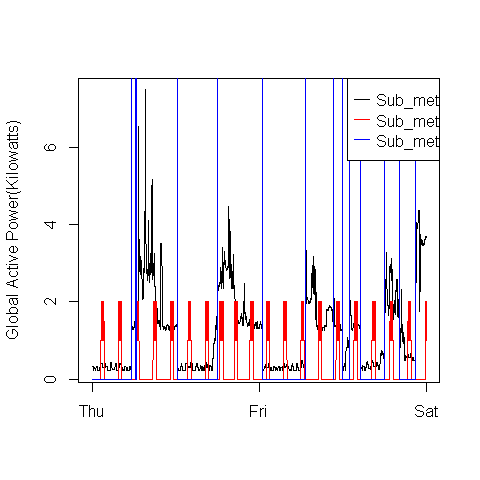 Global Active Power(Kilowatts)
6
4
2
0
Sub_met
Sub_met
Sub_met
Thu Fri Sat